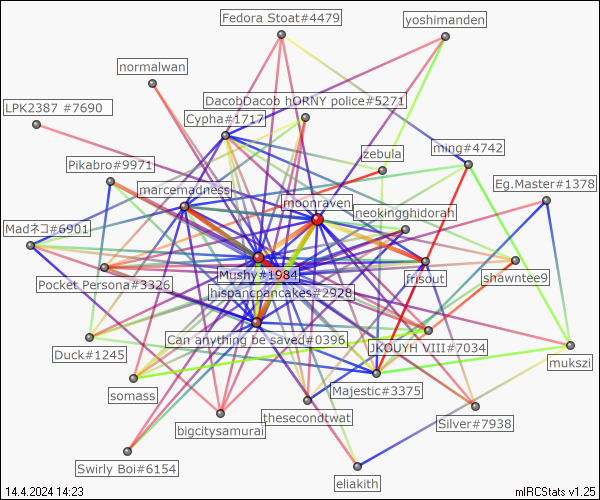 Fedora Stoat#4479
yoshimanden
normalwan
DacobDacob hORNY police#5271
LPK2387 #7690
Cypha#1717
ming#4742
zebula
Pikabro#9971
Eg.Master#1378
marcemadness
moonraven
neokingghidorah
Madネコ#6901
Mushy#1984
frisout
shawntee9
Pocket Persona#3326
hispancpancakes#2928
Can anything be saved#0396
JKOUYH VIII#7034
Duck#1245
mukszi
somass
Majestic#3375
thesecondtwat
Silver#7938
bigcitysamurai
Swirly Boi#6154
eliakith
14.4.2024 14:23
mIRCStats v1.25